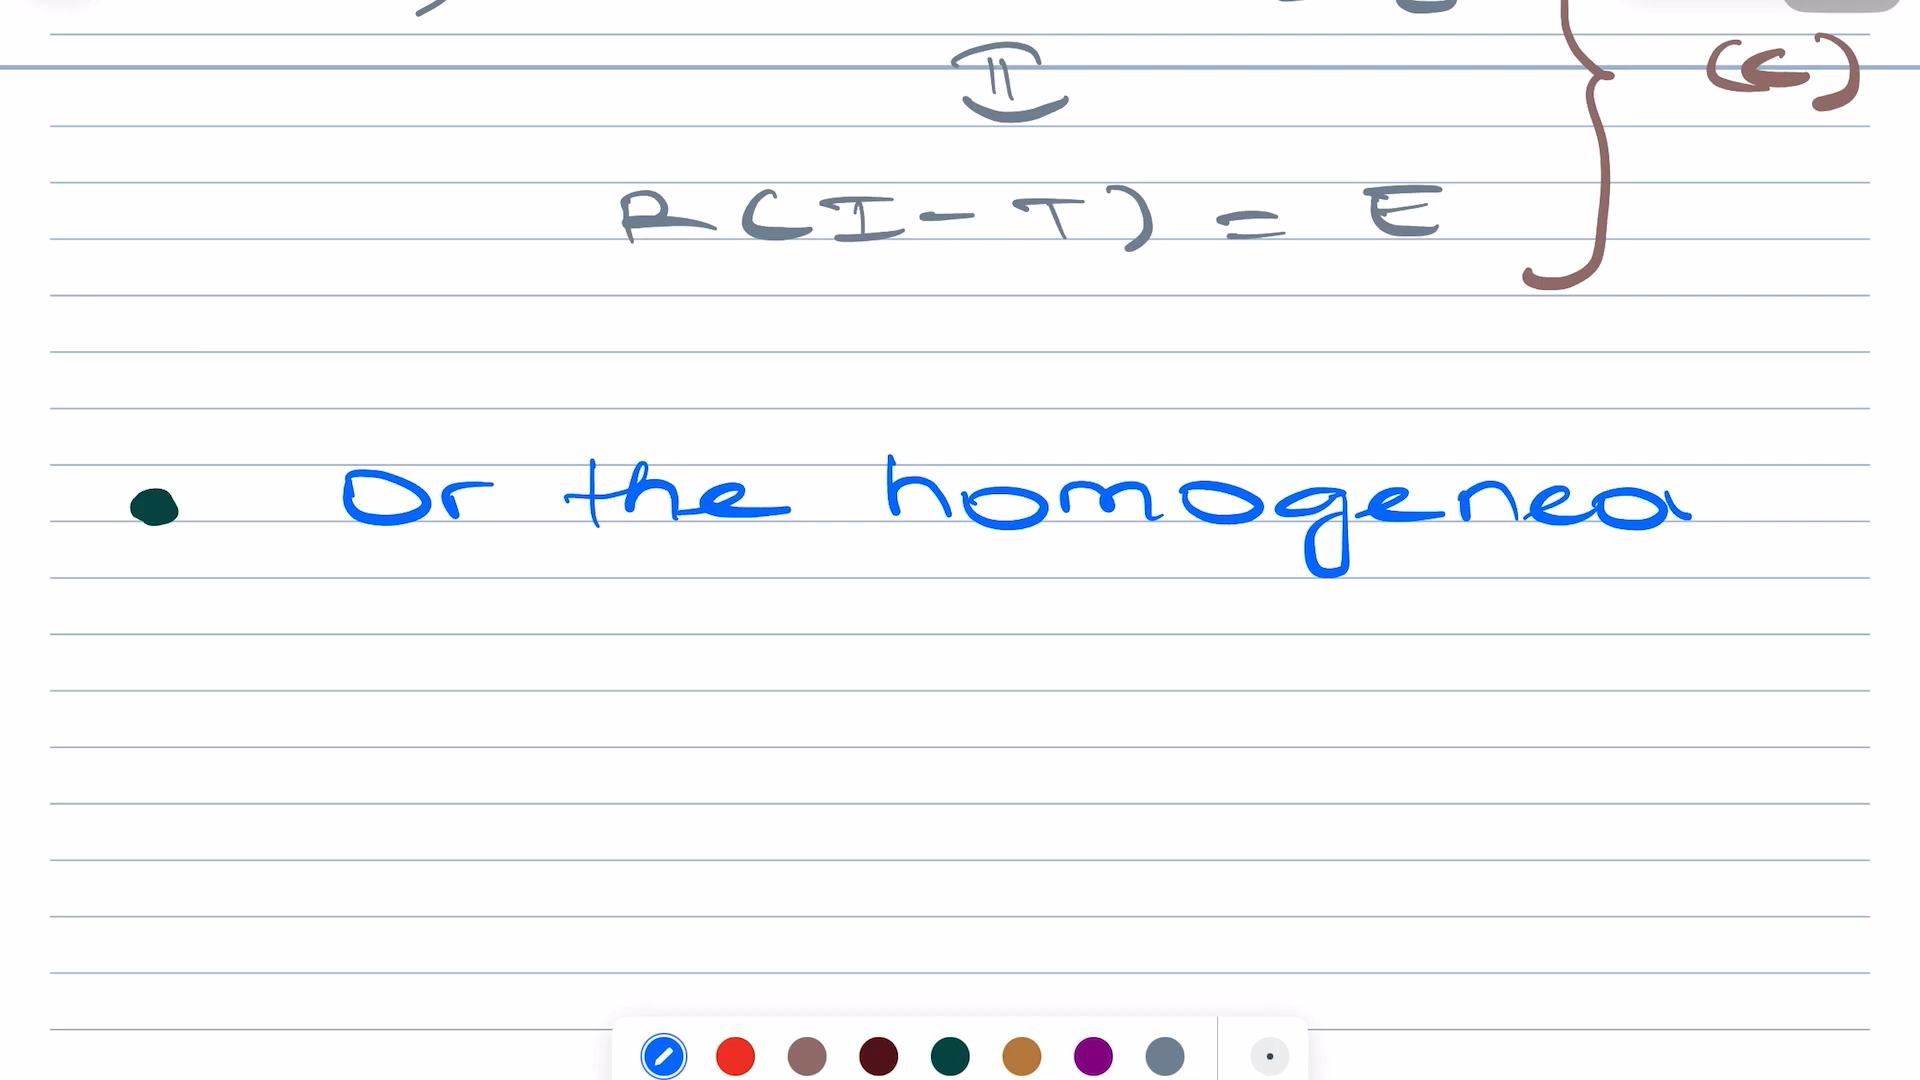 II
(c)
R(I-T) = E
• Or the homogenea